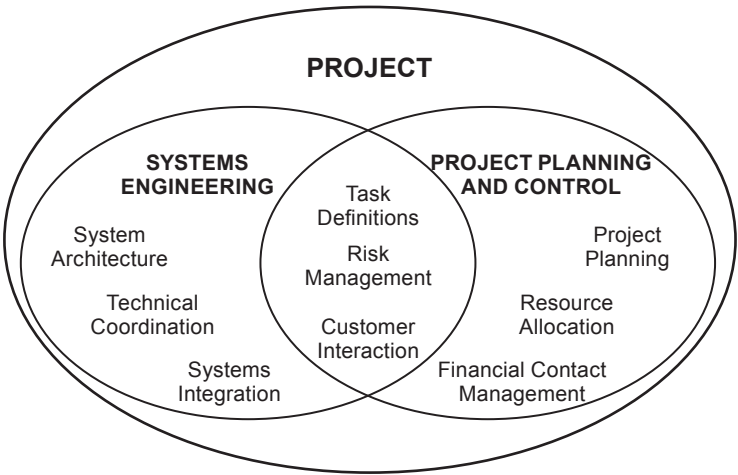 PROJECT
SYSTEMS
ENGINEERING
System
Architecture
Technical
Coordination
Systems
Integration
Task
Definitions
Risk
Management
Customer
Interaction
PROJECT PLANNING
AND CONTROL
Project
Planning
Resource
Allocation
Financial Contact
Management